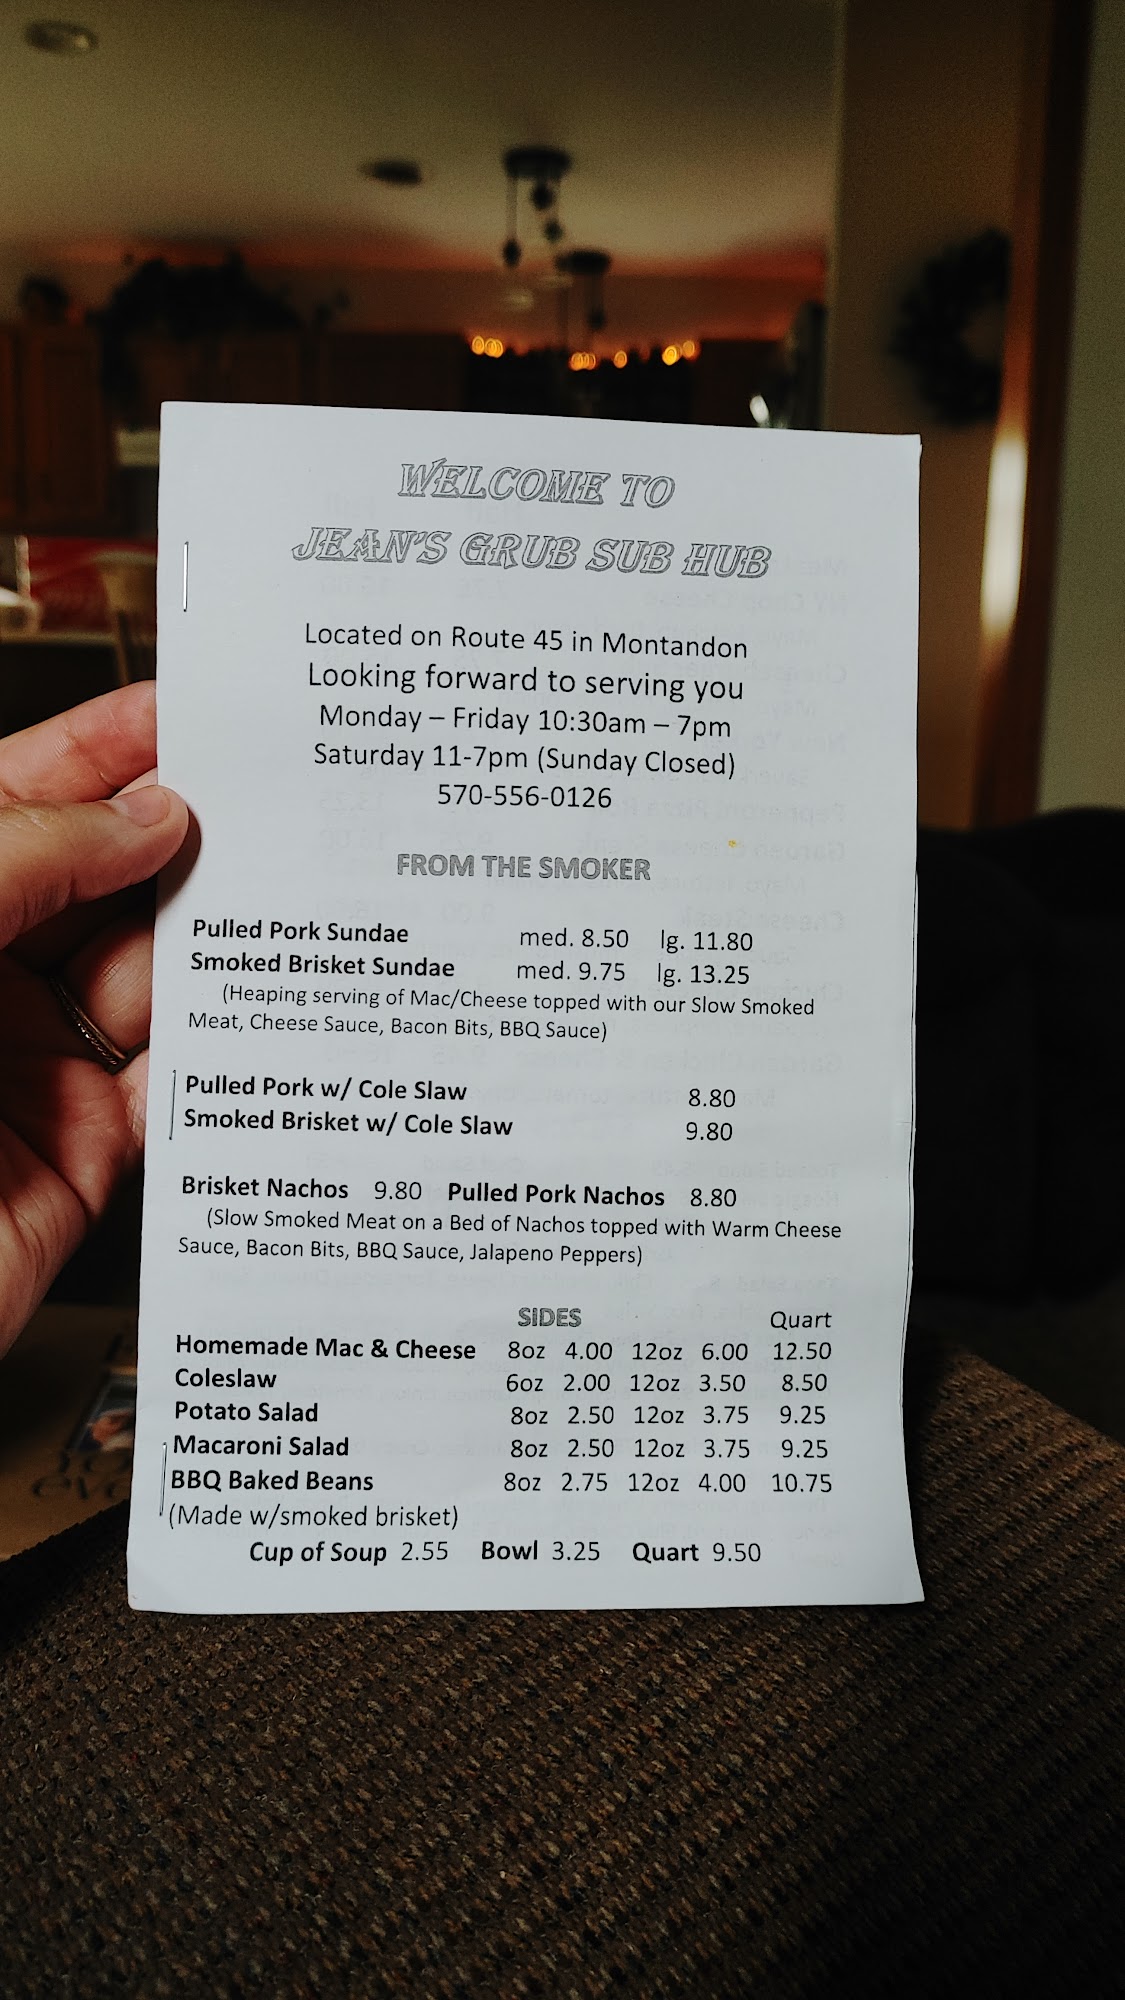 WELCOME TO
JEAN'S GRUB SUB HUB
Located on Route 45 in Montandon
Looking forward to serving you
Monday – Friday 10:30am – 7pm
Saturday 11-7pm (Sunday Closed)
570-556-0126
FROM THE SMOKER
Pulled Pork Sundae med. 8.50 lg. 11.80
Smoked Brisket Sundae med. 9.75 lg. 13.25
(Heaping serving of Mac/Cheese topped with our Slow Smoked
Meat, Cheese Sauce, Bacon Bits, BBQ Sauce)
Pulled Pork w/ Cole Slaw 8.80
Smoked Brisket w/ Cole Slaw 9.80
Brisket Nachos 9.80 Pulled Pork Nachos 8.80
(Slow Smoked Meat on a Bed of Nachos topped with Warm Cheese
Sauce, Bacon Bits, BBQ Sauce, Jalapeno Peppers)
SIDES Quart
Homemade Mac & Cheese 8oz 4.00 12oz 6.00 12.50
Coleslaw 6oz 2.00 12oz 3.50 8.50
Potato Salad 8oz 2.50 12oz 3.75 9.25
Macaroni Salad 8oz 2.50 12oz 3.75 9.25
BBQ Baked Beans 8oz 2.75 12oz 4.00 10.75
(Made w/smoked brisket)
Cup of Soup 2.55 Bowl 3.25 Quart 9.50